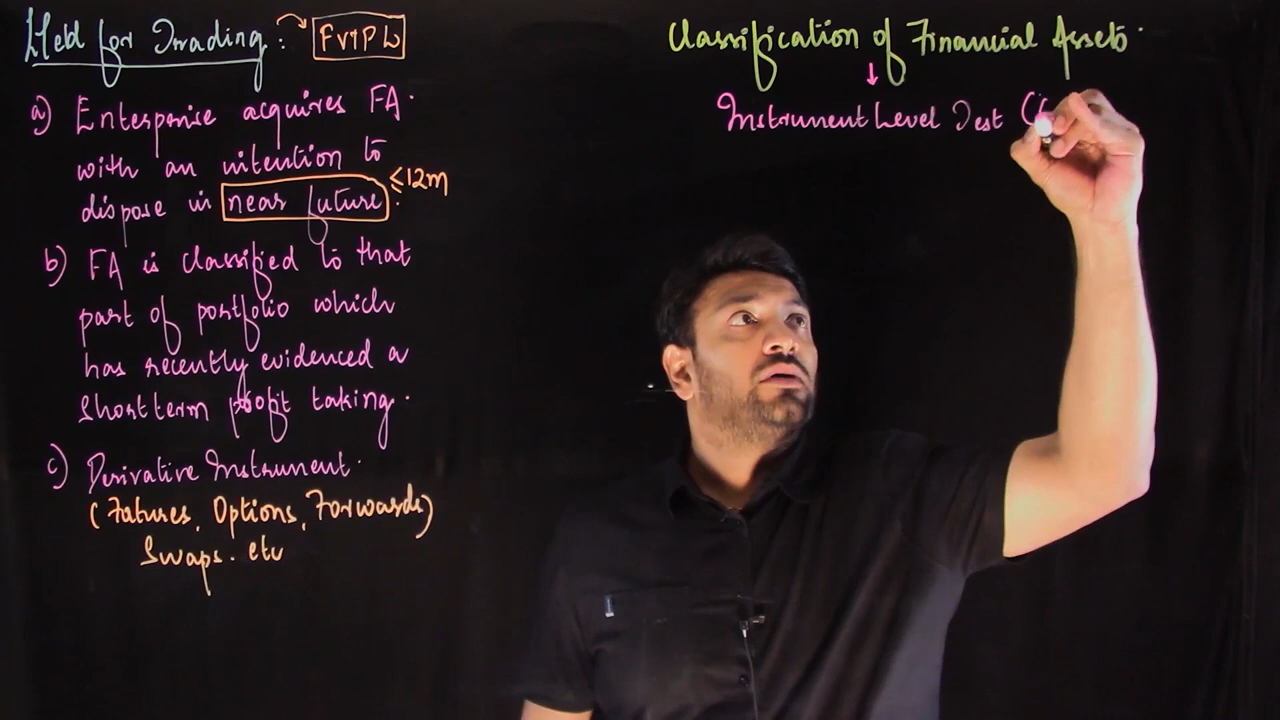 Held for Trading : FVTPL
a) Enterprise acquires FA.
with an intention to
dispose in near future. ≤12m
b) FA is classified to that
part of portfolio which
has recently evidenced a
short term profit taking.
c) Derivative Instrument.
(Futures, Options, Forwards)
Swaps. etc
Classification of Financial Assets.
↓
Instrument Level Test (